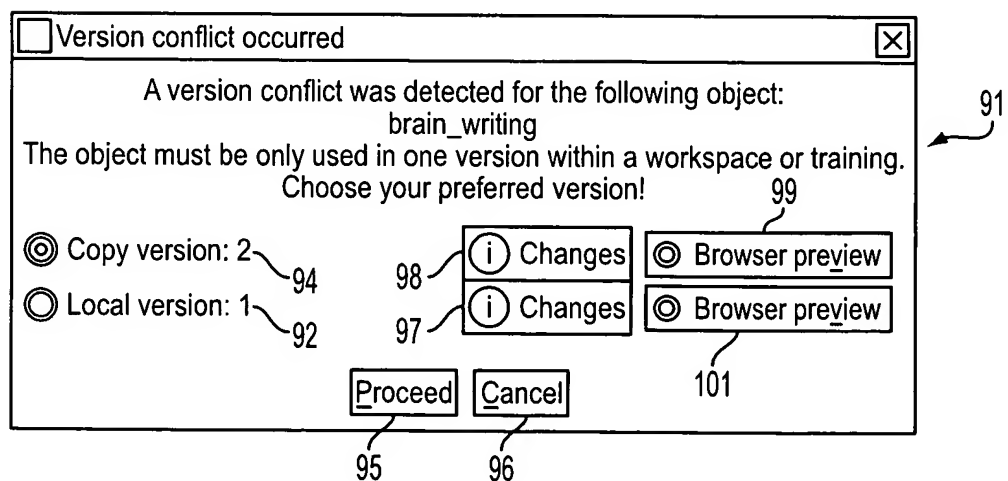 Version conflict occurred
A version conflict was detected for the following object:
brain_writing
The object must be only used in one version within a workspace or training.
Choose your preferred version!
91
99
Copy version: 2
94
98
i Changes
Browser preview
Local version: 1
92
97
i Changes
Browser preview
101
Proceed
Cancel
95
96